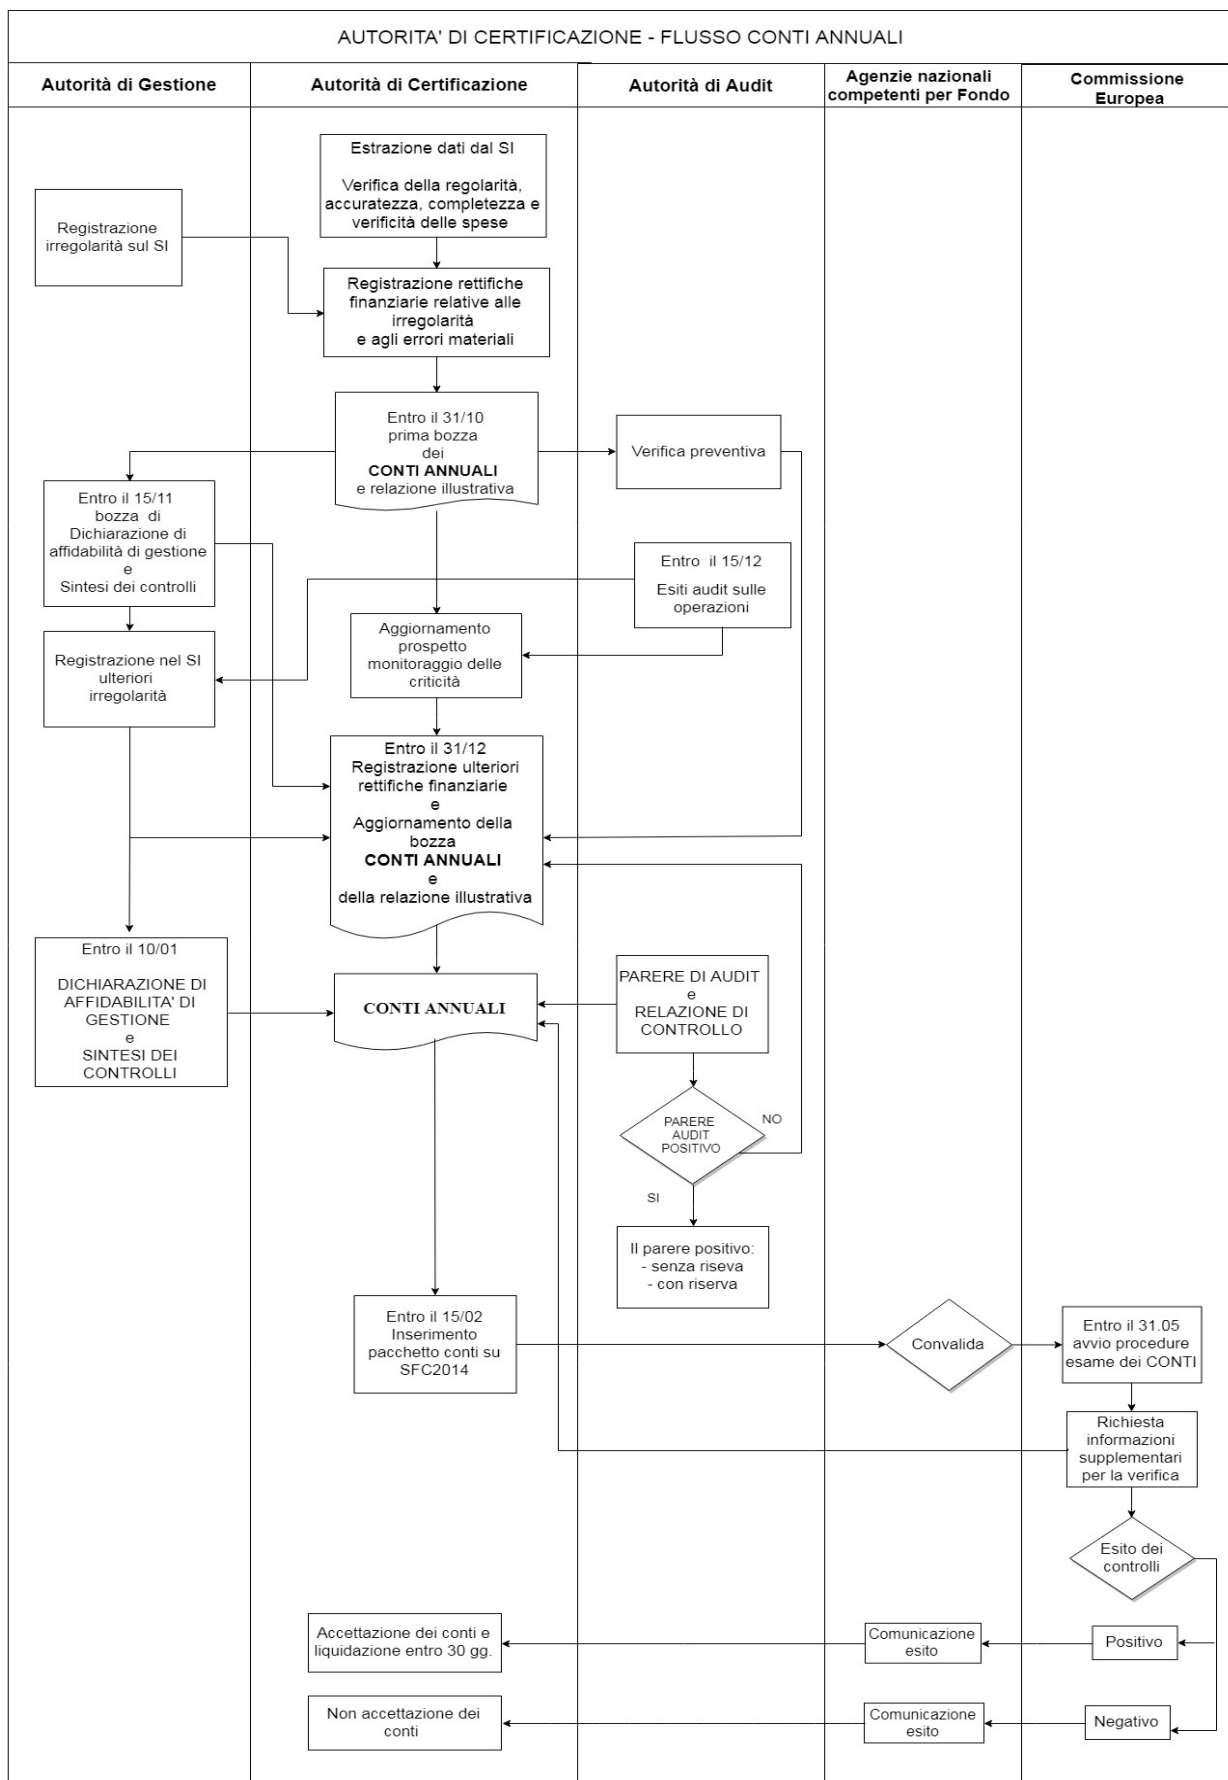 AUTORITA' DI CERTIFICAZIONE - FLUSSO CONTI ANNUALI
Autorità di Gestione
Autorità di Certificazione
Autorità di Audit
Agenzie nazionali
competenti per Fondo
Commissione
Europea
Estrazione dati dal SI
Verifica della regolarità,
accuratezza, completezza e
verificità delle spese
Registrazione
irregolarità sul SI
Registrazione rettifiche
finanziarie relative alle
irregolarità
e agli errori materiali
Entro il 31/10
prima bozza
dei
CONTI ANNUALI
e relazione illustrativa
Verifica preventiva
Entro il 15/11
bozza di
Dichiarazione di
affidabilità di gestione
e
Sintesi dei controlli
Entro il 15/12
Esiti audit sulle
operazioni
Aggiornamento
prospetto
monitoraggio delle
criticità
Registrazione nel SI
ulteriori
irregolarità
Entro il 31/12
Registrazione ulteriori
rettifiche finanziarie
e
Aggiornamento della
bozza
CONTI ANNUALI
e
della relazione illustrativa
Entro il 10/01
DICHIARAZIONE DI
AFFIDABILITA' DI
GESTIONE
e
SINTESI DEI
CONTROLLI
CONTI ANNUALI
PARERE DI AUDIT
e
RELAZIONE DI
CONTROLLO
PARERE
AUDIT
POSITIVO
NO
SI
Il parere positivo:
- senza riseva
- con riserva
Entro il 15/02
Inserimento
pacchetto conti su
SFC2014
Convalida
Entro il 31.05
avvio procedure
esame dei CONTI
Richiesta
informazioni
supplementari
per la verifica
Esito dei
controlli
Accettazione dei conti e
liquidazione entro 30 gg.
Comunicazione
esito
Positivo
Non accettazione dei
conti
Comunicazione
esito
Negativo